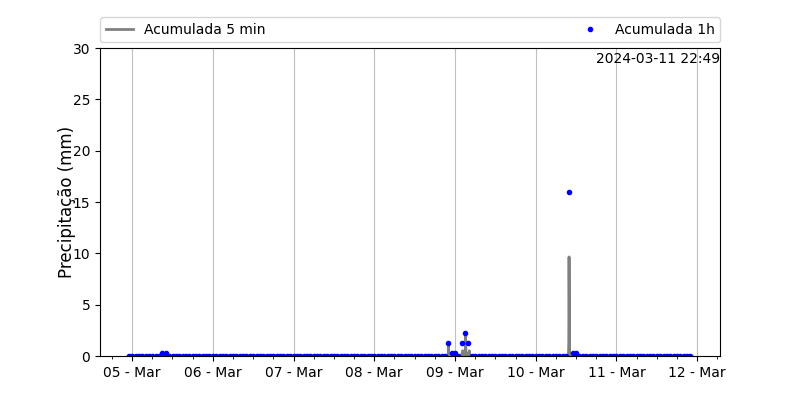 Acumulada 5 min
Acumulada 1h
2024-03-11 22:49
Precipitação (mm)
30
25
20
15
10
5
0
05 - Mar
06 - Mar
07 - Mar
08 - Mar
09 - Mar
10 - Mar
11 - Mar
12 - Mar